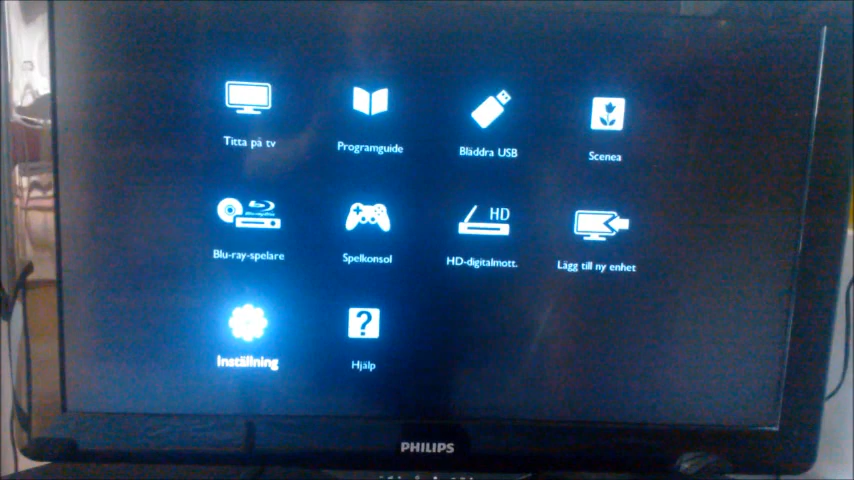 Titta på tv
Programguide
Bläddra USB
Scenea
Blu-ray-spelare
Spelkonsol
HD
HD-digitalmott.
Lägg till ny enhet
Inställning
?
Hjälp
PHILIPS